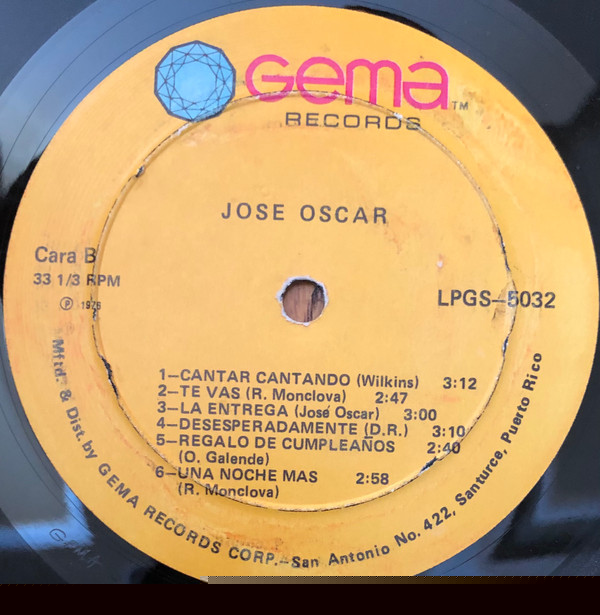 Gema™
RECORDS
JOSE OSCAR
Cara B
33 1/3 RPM
Ⓟ 1976
LPGS-5032
1-CANTAR CANTANDO (Wilkins) 3:12
2-TE VAS (R. Monclova) 2:47
3-LA ENTREGA (José Oscar) 3:00
4-DESESPERADAMENTE (D.R.) 3:10
5-REGALO DE CUMPLEAÑOS 2:40
(O. Galende)
6-UNA NOCHE MAS 2:58
(R. Monclova)
Mftd. & Dist. by GEMA RECORDS CORP.-San Antonio No. 422, Santurce, Puerto Rico